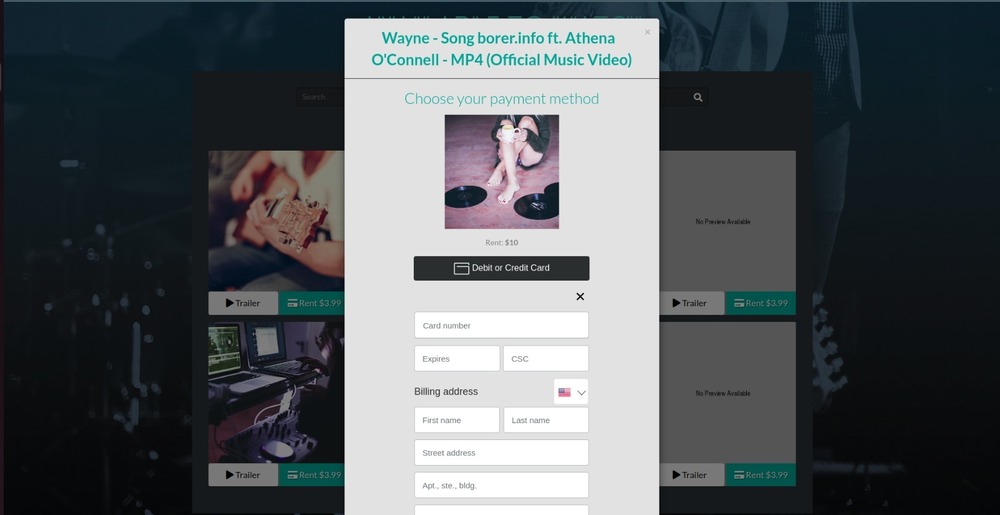 Wayne - Song borer.info ft. Athena
O'Connell - MP4 (Official Music Video)
×
Choose your payment method
Search
Rent: $10
Debit or Credit Card
Card number
Expires
CSC
Billing address
First name
Last name
Street address
Apt., ste., bldg.
No Preview Available
Trailer
Rent $3.99
Trailer
Rent $3.99
No Preview Available
Trailer
Rent $3.99
Trailer
Rent $3.99